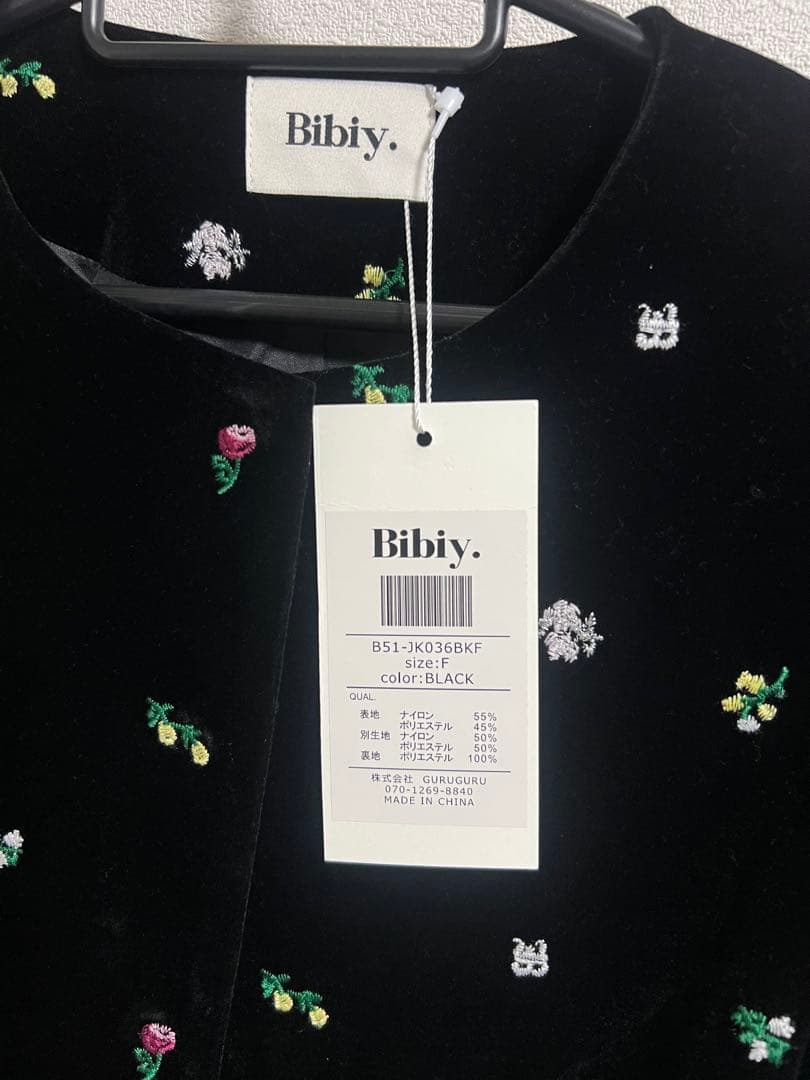 Bibiy.
Bibiy.
B51-JK036BKF
size:F
color:BLACK
QUAL.
表地 ナイロン 55%
ポリエステル 45%
別生地 ナイロン 50%
ポリエステル 50%
裏地 ポリエステル 100%
株式会社 GURUGURU
070-1269-8840
MADE IN CHINA